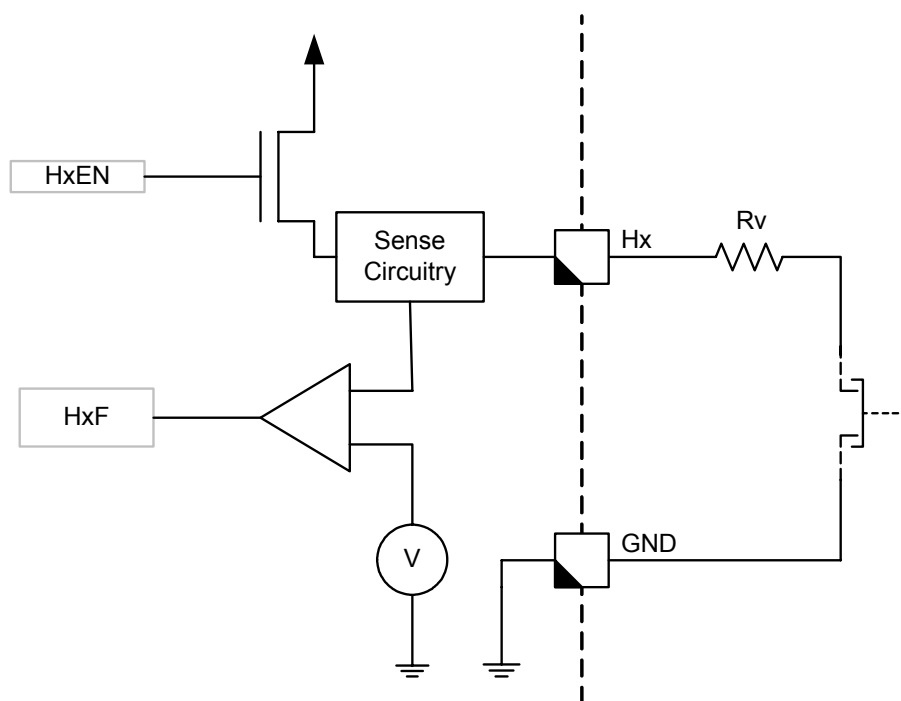 HxEN
Sense
Circuitry
Hx
Rv
HxF
V
GND